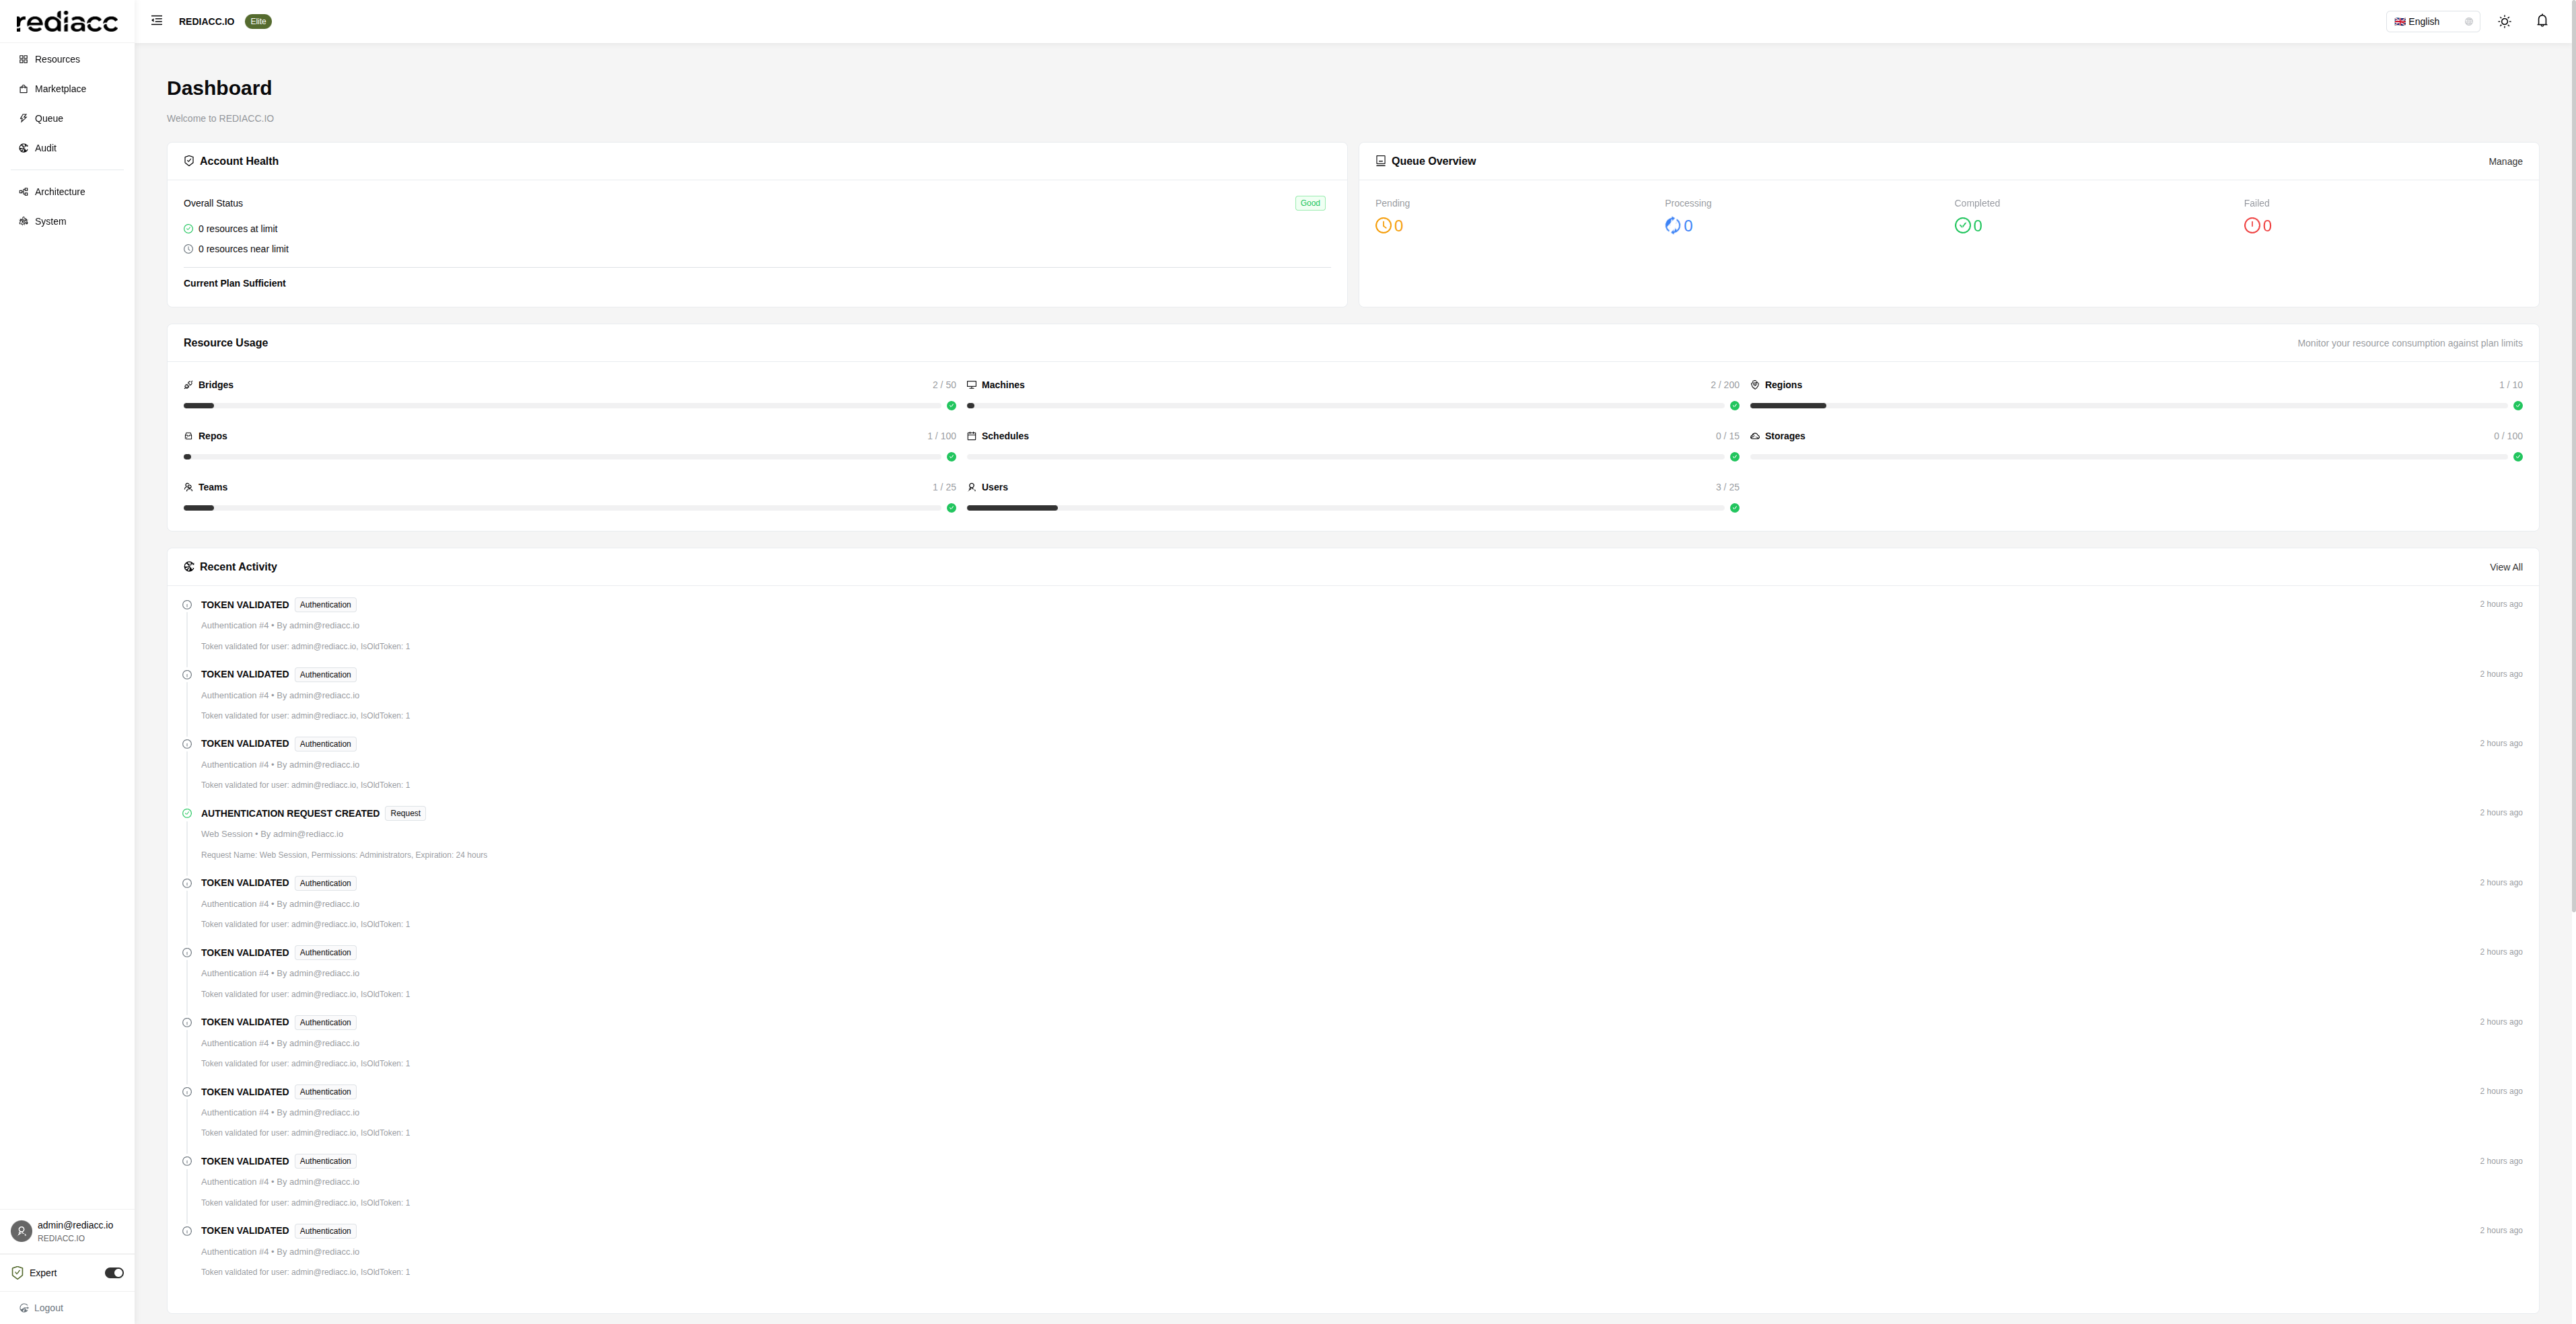 rediacc
REDIACC.IO Elite
English
Resources
Marketplace
Queue
Audit
Architecture
System
Dashboard
Welcome to REDIACC.IO
Account Health
Overall Status Good
0 resources at limit
0 resources near limit
Current Plan Sufficient
Queue Overview Manage
Pending Processing Completed Failed
0 0 0 0
Resource Usage Monitor your resource consumption against plan limits
Bridges 2 / 50 Machines 2 / 200 Regions 1 / 10
Repos 1 / 100 Schedules 0 / 15 Storages 0 / 100
Teams 1 / 25 Users 3 / 25
Recent Activity View All
TOKEN VALIDATED Authentication 2 hours ago
Authentication #4 • By admin@rediacc.io
Token validated for user: admin@rediacc.io, IsOldToken: 1
TOKEN VALIDATED Authentication 2 hours ago
Authentication #4 • By admin@rediacc.io
Token validated for user: admin@rediacc.io, IsOldToken: 1
TOKEN VALIDATED Authentication 2 hours ago
Authentication #4 • By admin@rediacc.io
Token validated for user: admin@rediacc.io, IsOldToken: 1
AUTHENTICATION REQUEST CREATED Request 2 hours ago
Web Session • By admin@rediacc.io
Request Name: Web Session, Permissions: Administrators, Expiration: 24 hours
TOKEN VALIDATED Authentication 2 hours ago
Authentication #4 • By admin@rediacc.io
Token validated for user: admin@rediacc.io, IsOldToken: 1
TOKEN VALIDATED Authentication 2 hours ago
Authentication #4 • By admin@rediacc.io
Token validated for user: admin@rediacc.io, IsOldToken: 1
TOKEN VALIDATED Authentication 2 hours ago
Authentication #4 • By admin@rediacc.io
Token validated for user: admin@rediacc.io, IsOldToken: 1
TOKEN VALIDATED Authentication 2 hours ago
Authentication #4 • By admin@rediacc.io
Token validated for user: admin@rediacc.io, IsOldToken: 1
TOKEN VALIDATED Authentication 2 hours ago
Authentication #4 • By admin@rediacc.io
Token validated for user: admin@rediacc.io, IsOldToken: 1
TOKEN VALIDATED Authentication 2 hours ago
Authentication #4 • By admin@rediacc.io
Token validated for user: admin@rediacc.io, IsOldToken: 1
admin@rediacc.io
REDIACC.IO
Expert
Logout